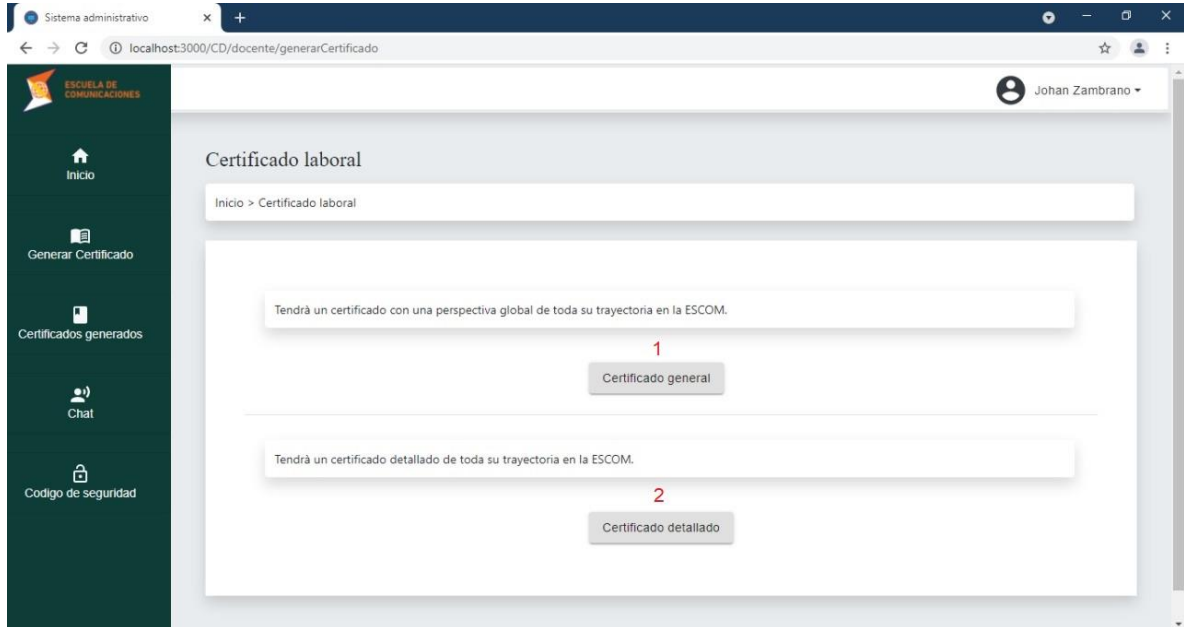 Sistema administrativo
localhost:3000/CD/docente/generarCertificado
ESCUELA DE
COMUNICACIONES
Johan Zambrano
Inicio
Generar Certificado
Certificados generados
Chat
Codigo de seguridad
Certificado laboral
Inicio > Certificado laboral
Tendrà un certificado con una perspectiva global de toda su trayectoria en la ESCOM.
1
Certificado general
Tendrà un certificado detallado de toda su trayectoria en la ESCOM.
2
Certificado detallado